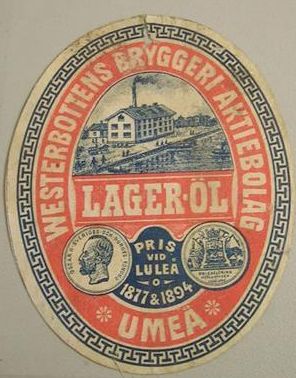 WESTERBOTTENS BRYGGERI AKTIEBOLAG
LAGER-ÖL
PRIS
VID
LULEÅ
1877 & 1894
UMEÅ